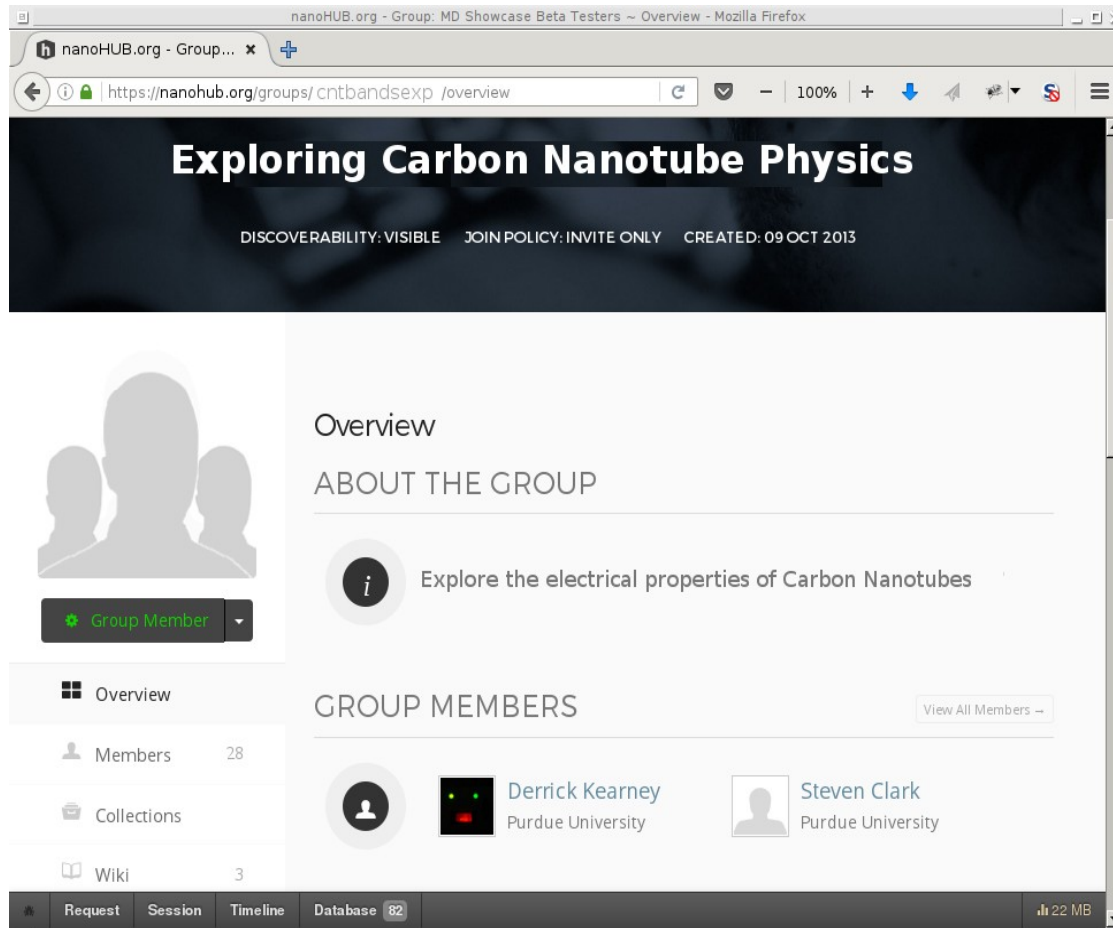 nanoHUB.org - Group: MD Showcase Beta Testers ~ Overview - Mozilla Firefox
nanoHUB.org - Group...
https://nanohub.org/groups/ cntbandsexp /overview
100%
Exploring Carbon Nanotube Physics
DISCOVERABILITY: VISIBLE JOIN POLICY: INVITE ONLY CREATED: 09 OCT 2013
Overview
ABOUT THE GROUP
i
Explore the electrical properties of Carbon Nanotubes
Group Member
Overview
Members 28
Collections
Wiki 3
GROUP MEMBERS
View All Members →
Derrick Kearney
Purdue University
Steven Clark
Purdue University
Request Session Timeline Database 82 22 MB